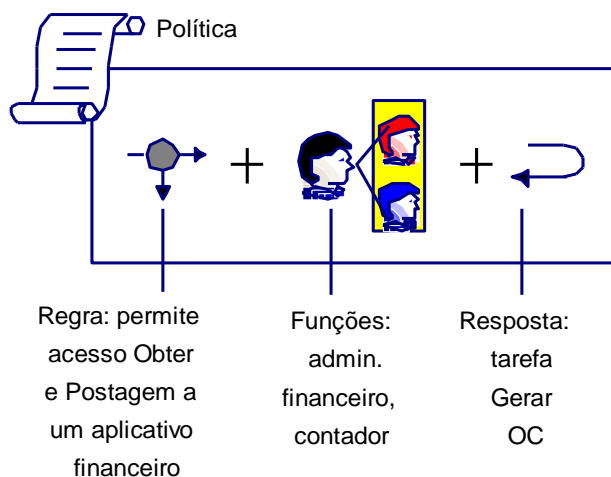 Política
Regra: permite
acesso Obter
e Postagem a
um aplicativo
financeiro
Funções:
admin.
financeiro,
contador
Resposta:
tarefa
Gerar
OC